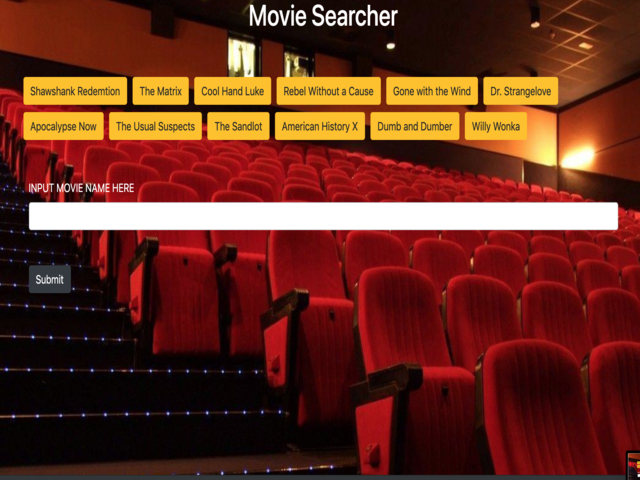 Movie Searcher
Shawshank Redemtion The Matrix Cool Hand Luke Rebel Without a Cause Gone with the Wind Dr. Strangelove
Apocalypse Now The Usual Suspects The Sandlot American History X Dumb and Dumber Willy Wonka
INPUT MOVIE NAME HERE
Submit